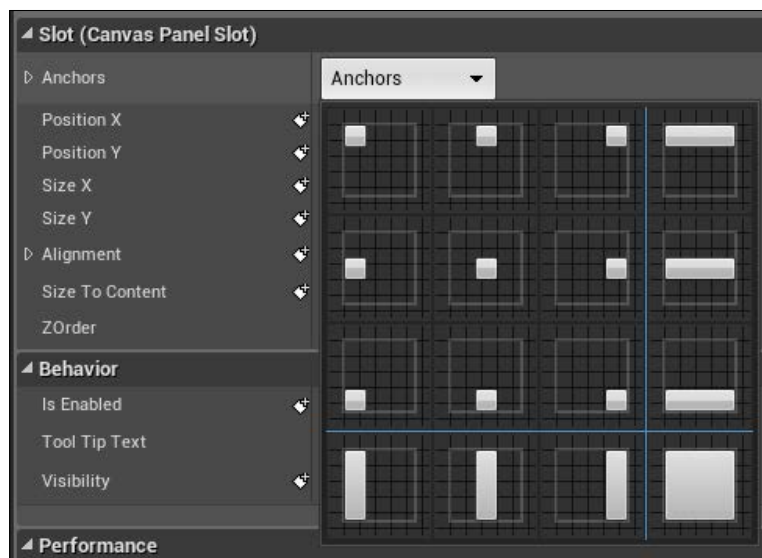 Slot (Canvas Panel Slot)
Anchors
Anchors
Position X
Position Y
Size X
Size Y
Alignment
Size To Content
ZOrder
Behavior
Is Enabled
Tool Tip Text
Visibility
Performance